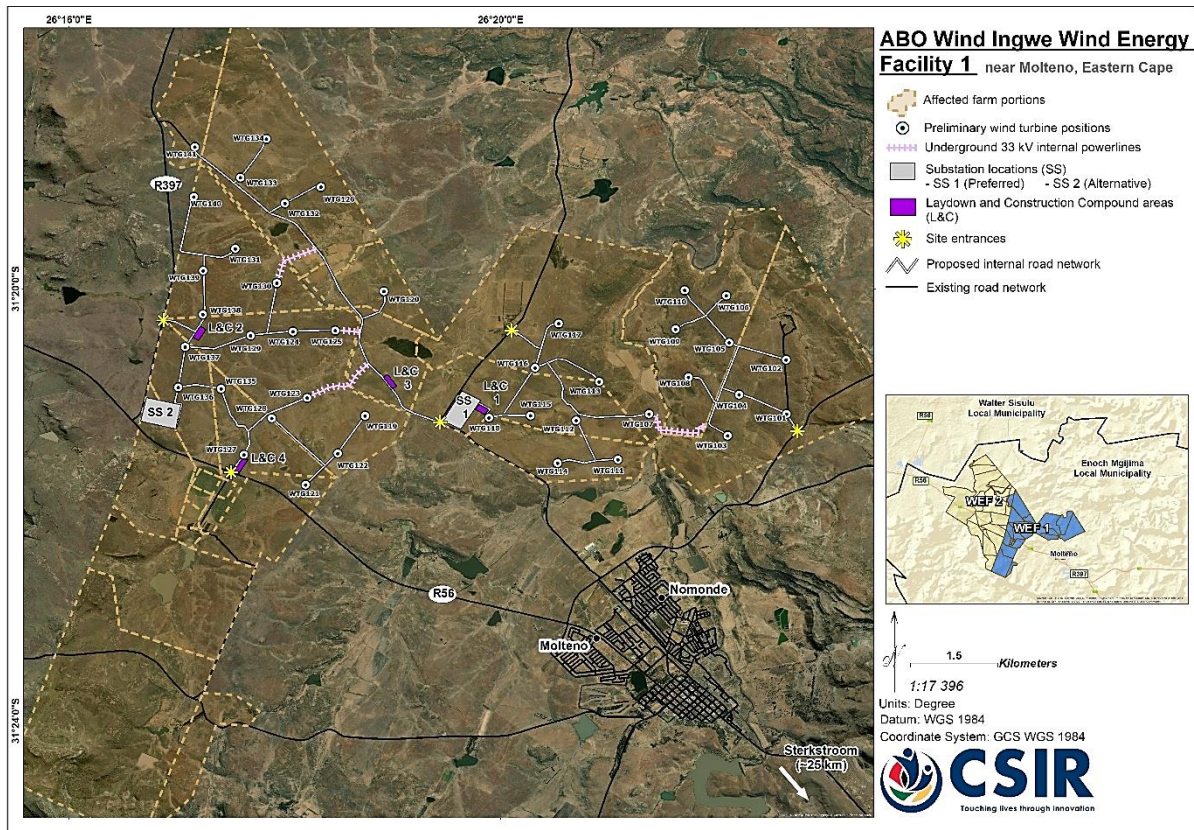 26°16'0"E
26°20'0"E
31°20'0"S
31°24'0"S
WTG134
WTG141
R397
WTG133
WTG140
WTG132
WTG131
WTG130
WTG120
WTG138
L&C 2
WTG137
WTG124
WTG125
WTG117
L&C 3
WTG136
WTG135
WTG123
WTG128
SS 2
WTG119
WTG127
L&C 4
WTG122
WTG121
SS 1
L&C 1
WTG118
WTG116
WTG115
WTG113
WTG112
WTG114
WTG111
WTG107
WTG110
WTG106
WTG109
WTG105
WTG102
WTG108
WTG104
WTG101
WTG103
R56
Nomonde
Molteno
Sterkstroom
(~25 km)
ABO Wind Ingwe Wind Energy
Facility 1 near Molteno, Eastern Cape
Affected farm portions
Preliminary wind turbine positions
Underground 33 kV internal powerlines
Substation locations (SS)
- SS 1 (Preferred) - SS 2 (Alternative)
Laydown and Construction Compound areas
(L&C)
Site entrances
Proposed internal road network
Existing road network
Walter Sisulu
Local Municipality
R56
Enoch Mgijima
Local Municipality
R56
WEF 2
WEF 1
Molteno
R397
1.5
Kilometers
1:17 396
Units: Degree
Datum: WGS 1984
Coordinate System: GCS WGS 1984
CSIR
Touching lives through innovation